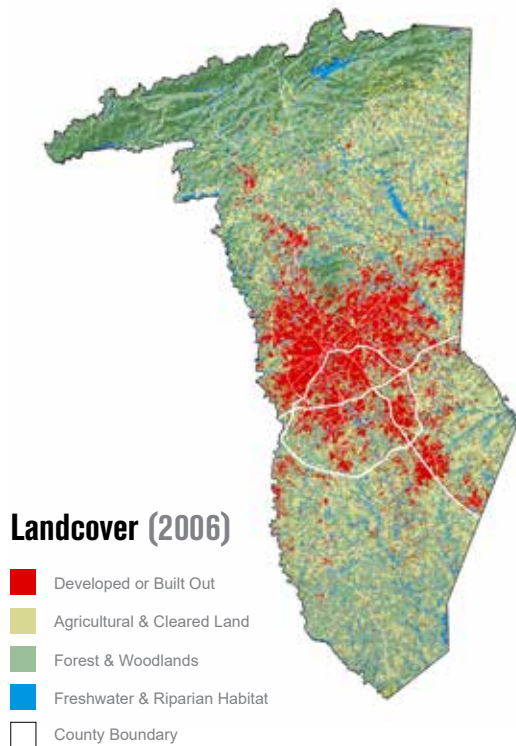 Landcover (2006)
Developed or Built Out
Agricultural & Cleared Land
Forest & Woodlands
Freshwater & Riparian Habitat
County Boundary